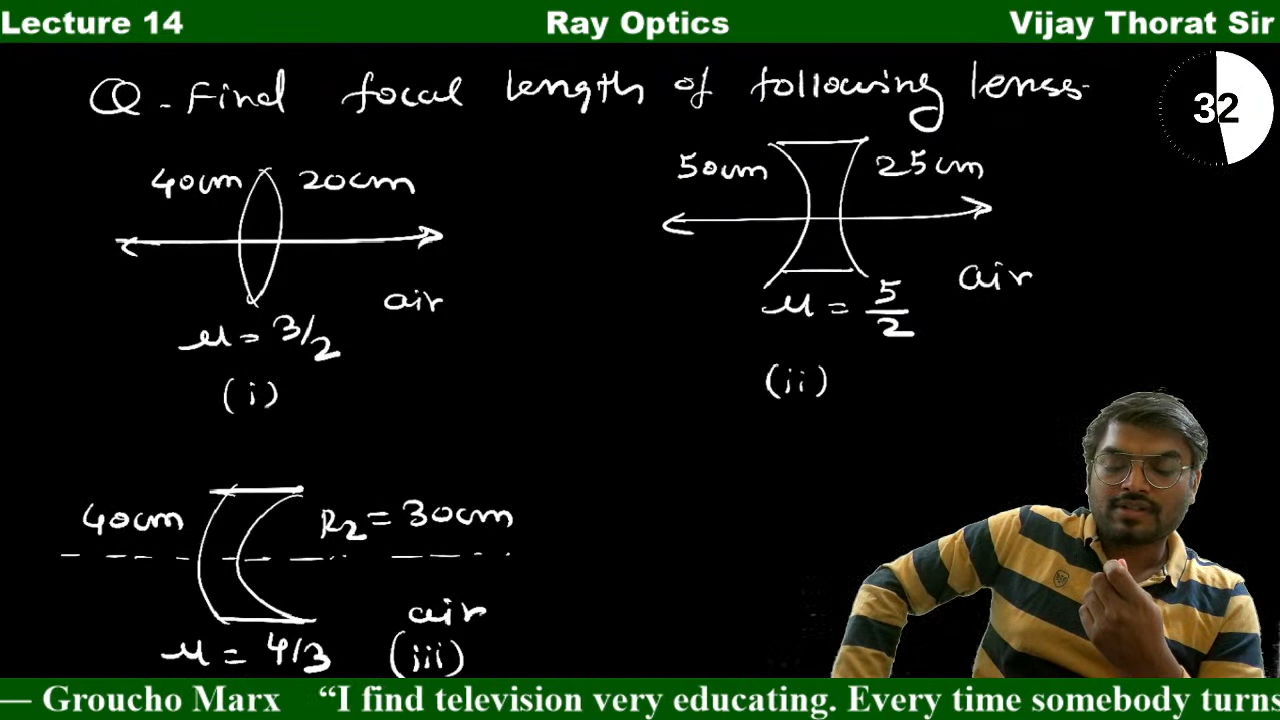 Lecture 14 Ray Optics Vijay Thorat Sir
32
Q - Find focal length of following lenses.
40cm 20cm
air
μ = 3/2
(i)
50cm 25cm
air
μ = 5/2
(ii)
40cm R₂ = 30cm
air
μ = 4/3 (iii)
— Groucho Marx “I find television very educating. Every time somebody turns